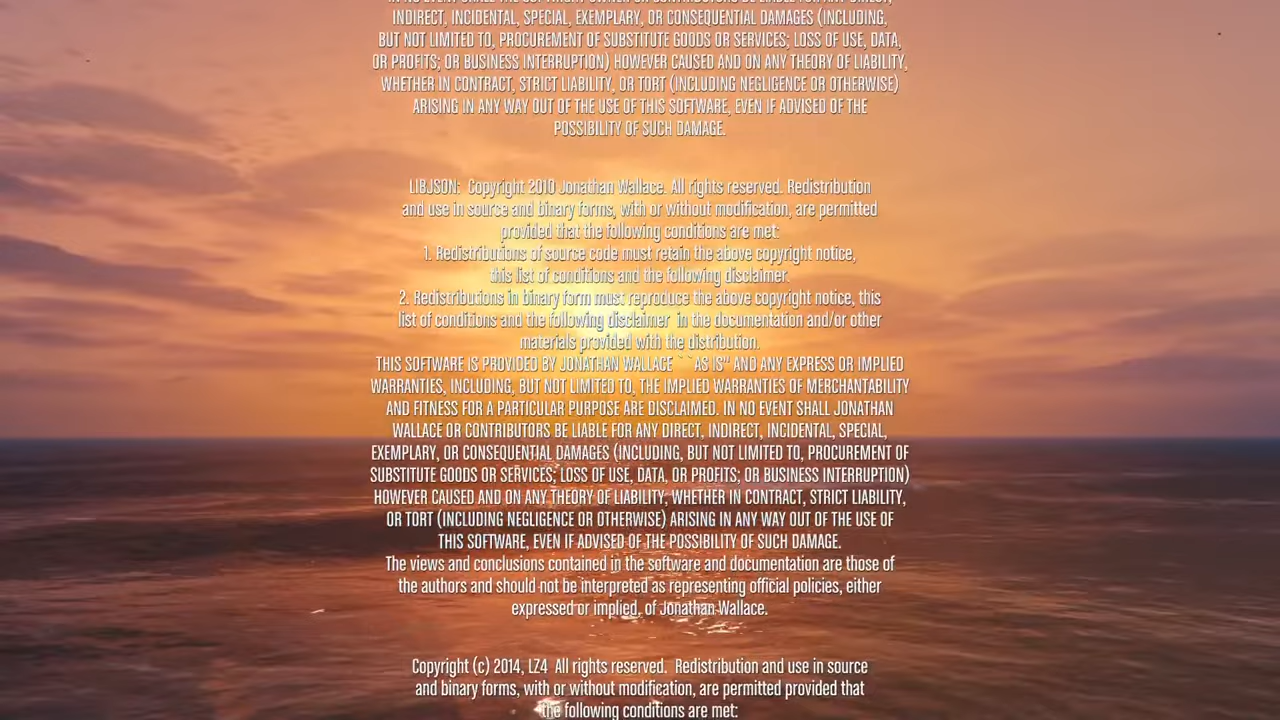 IN NO EVENT SHALL THE COPYRIGHT OWNER OR CONTRIBUTORS BE LIABLE FOR ANY DIRECT,
INDIRECT, INCIDENTAL, SPECIAL, EXEMPLARY, OR CONSEQUENTIAL DAMAGES (INCLUDING,
BUT NOT LIMITED TO, PROCUREMENT OF SUBSTITUTE GOODS OR SERVICES; LOSS OF USE, DATA,
OR PROFITS; OR BUSINESS INTERRUPTION) HOWEVER CAUSED AND ON ANY THEORY OF LIABILITY,
WHETHER IN CONTRACT, STRICT LIABILITY, OR TORT (INCLUDING NEGLIGENCE OR OTHERWISE)
ARISING IN ANY WAY OUT OF THE USE OF THIS SOFTWARE, EVEN IF ADVISED OF THE
POSSIBILITY OF SUCH DAMAGE.
LIBJSON:  Copyright 2010 Jonathan Wallace. All rights reserved. Redistribution
and use in source and binary forms, with or without modification, are permitted
provided that the following conditions are met:
1. Redistributions of source code must retain the above copyright notice,
this list of conditions and the following disclaimer.
2. Redistributions in binary form must reproduce the above copyright notice, this
list of conditions and the following disclaimer  in the documentation and/or other
materials provided with the distribution.
THIS SOFTWARE IS PROVIDED BY JONATHAN WALLACE ``AS IS" AND ANY EXPRESS OR IMPLIED
WARRANTIES, INCLUDING, BUT NOT LIMITED TO, THE IMPLIED WARRANTIES OF MERCHANTABILITY
AND FITNESS FOR A PARTICULAR PURPOSE ARE DISCLAIMED. IN NO EVENT SHALL JONATHAN
WALLACE OR CONTRIBUTORS BE LIABLE FOR ANY DIRECT, INDIRECT, INCIDENTAL, SPECIAL,
EXEMPLARY, OR CONSEQUENTIAL DAMAGES (INCLUDING, BUT NOT LIMITED TO, PROCUREMENT OF
SUBSTITUTE GOODS OR SERVICES; LOSS OF USE, DATA, OR PROFITS; OR BUSINESS INTERRUPTION)
HOWEVER CAUSED AND ON ANY THEORY OF LIABILITY, WHETHER IN CONTRACT, STRICT LIABILITY,
OR TORT (INCLUDING NEGLIGENCE OR OTHERWISE) ARISING IN ANY WAY OUT OF THE USE OF
THIS SOFTWARE, EVEN IF ADVISED OF THE POSSIBILITY OF SUCH DAMAGE.
The views and conclusions contained in the software and documentation are those of
the authors and should not be interpreted as representing official policies, either
expressed or implied, of Jonathan Wallace.
Copyright (c) 2014, LZ4  All rights reserved.  Redistribution and use in source
and binary forms, with or without modification, are permitted provided that
the following conditions are met: